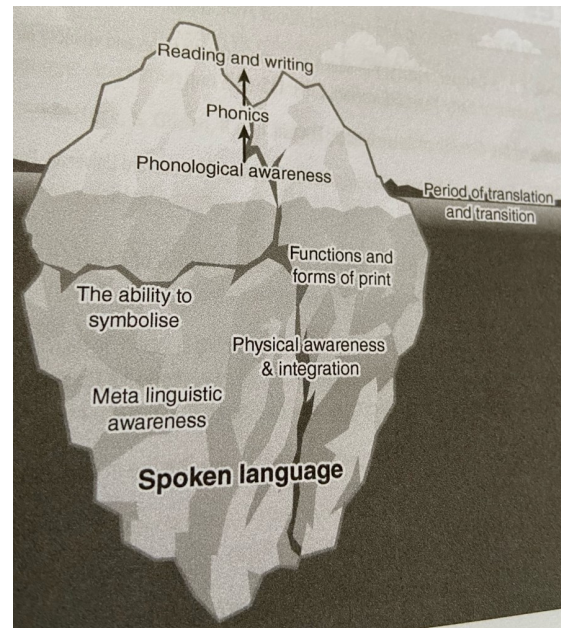 Reading and writing
Phonics
Phonological awareness
Period of translation
and transition
Functions and
forms of print
The ability to
symbolise
Physical awareness
& integration
Meta linguistic
awareness
Spoken language